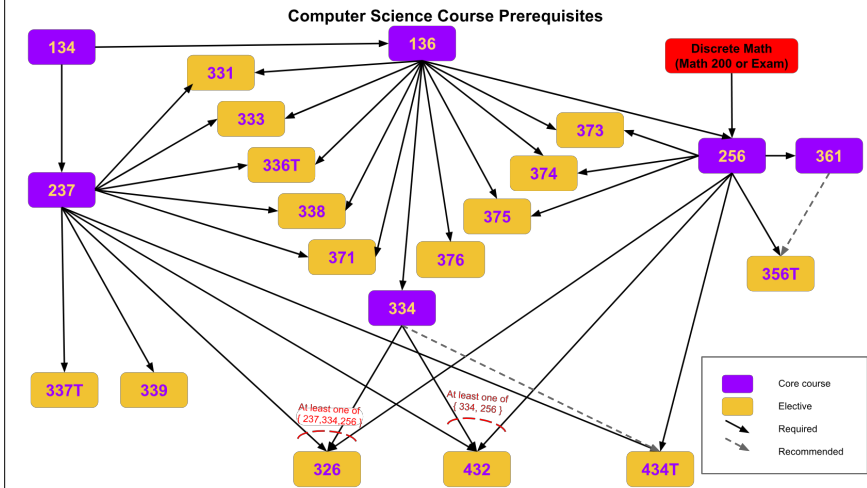 Computer Science Course Prerequisites
134
136
Discrete Math
(Math 200 or Exam)
331
333
373
336T
256
361
374
237
338
375
371
376
356T
334
337T
339
At least one of
{ 237,334,256 }
At least one of
{ 334, 256 }
326
432
434T
Core course
Elective
Required
Recommended